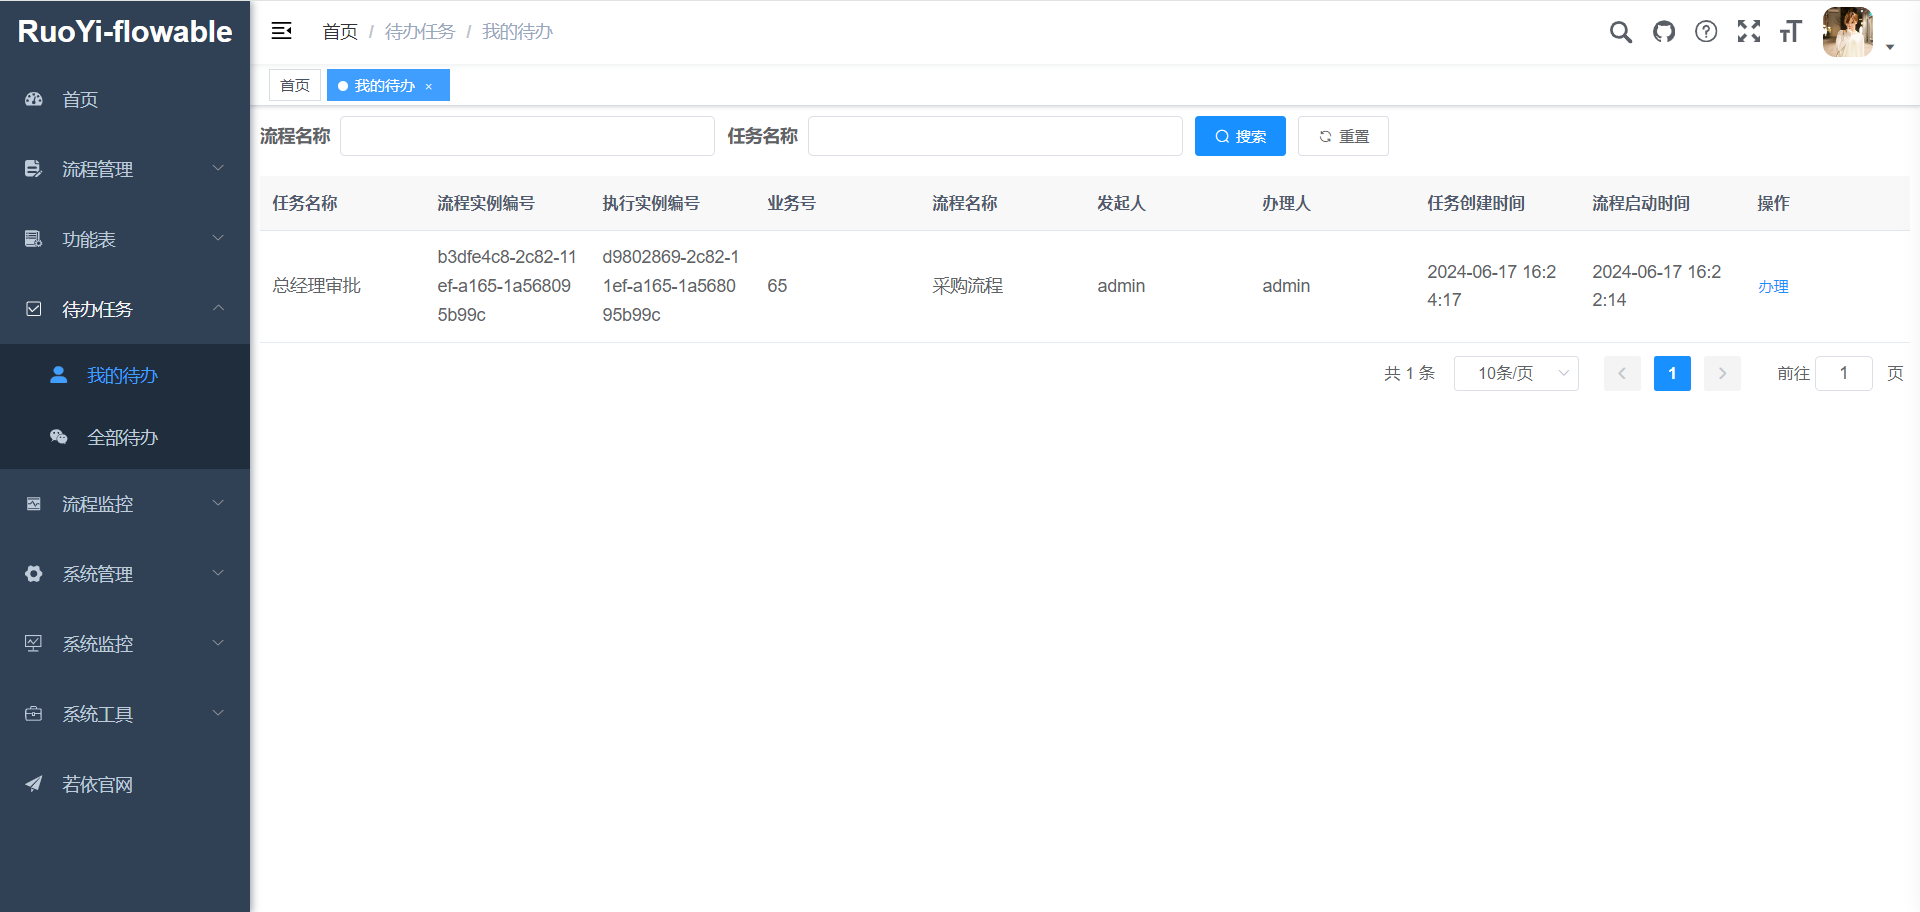 RuoYi-flowable
首页 / 待办任务 / 我的待办
首页
流程管理
功能表
待办任务
我的待办
全部待办
流程监控
系统管理
系统监控
系统工具
若依官网
首页 我的待办 ×
流程名称 任务名称 搜索 重置
任务名称 流程实例编号 执行实例编号 业务号 流程名称 发起人 办理人 任务创建时间 流程启动时间 操作
总经理审批 b3dfe4c8-2c82-11ef-a165-1a568095b99c d9802869-2c82-11ef-a165-1a568095b99c 65 采购流程 admin admin 2024-06-17 16:24:17 2024-06-17 16:22:14 办理
共 1 条 10条/页 1 前往 1 页